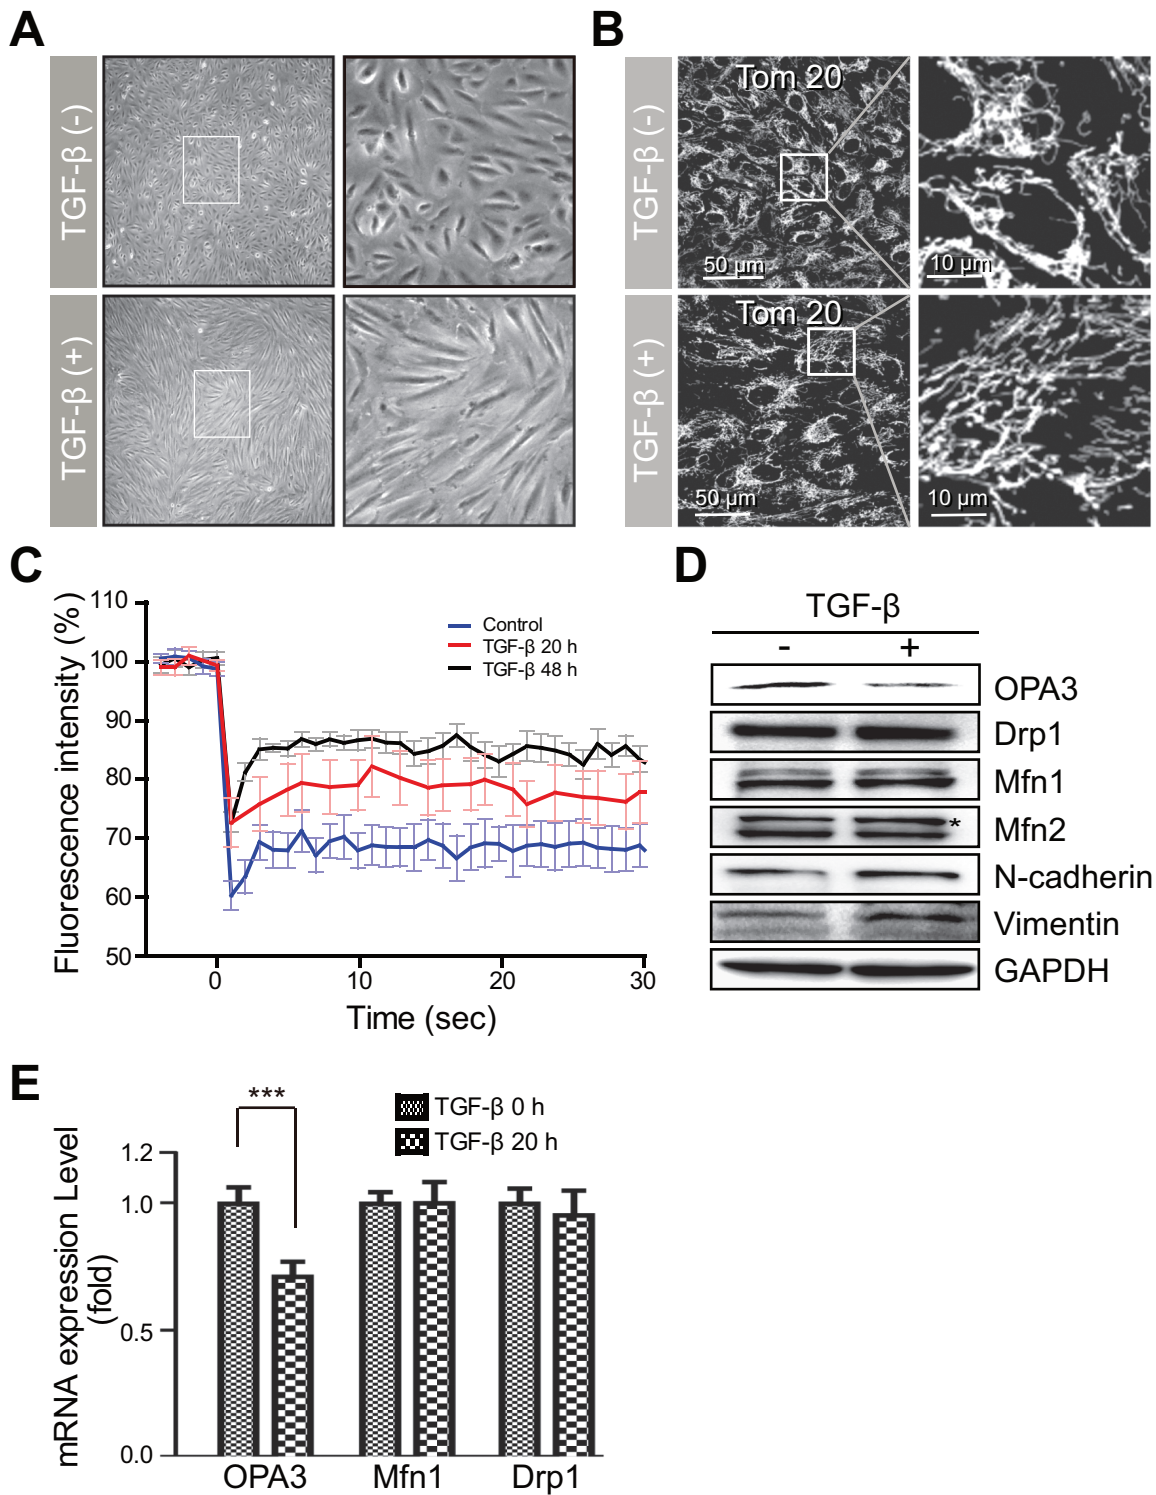 A
TGF-β (-)
TGF-β (+)
B
TGF-β (-)
Tom 20
50 µm
10 µm
TGF-β (+)
Tom 20
50 µm
10 µm
C
Fluorescence intensity (%)
110
100
90
80
70
60
50
Control
TGF-β 20 h
TGF-β 48 h
0
10
20
30
Time (sec)
D
TGF-β
- +
OPA3
Drp1
Mfn1
Mfn2
*
N-cadherin
Vimentin
GAPDH
E
mRNA expression Level
(fold)
***
TGF-β 0 h
TGF-β 20 h
1.2
1.0
0.5
0.0
OPA3
Mfn1
Drp1